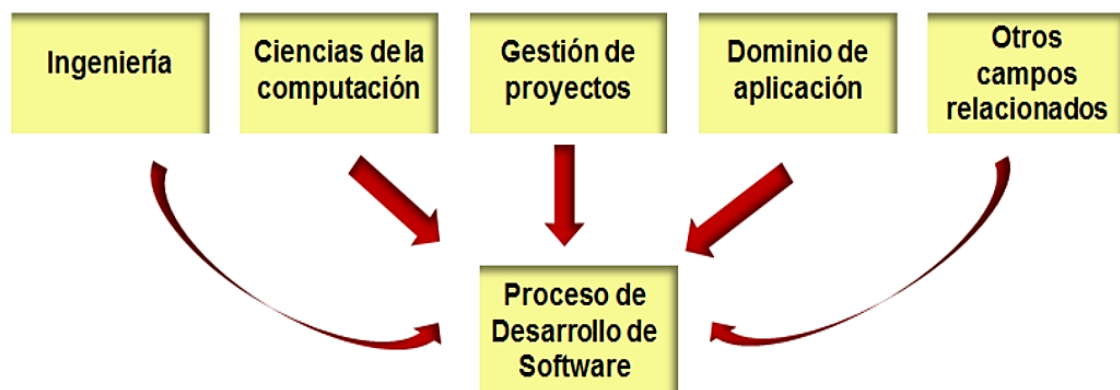 Ingeniería
Ciencias de la
computación
Gestión de
proyectos
Dominio de
aplicación
Otros
campos
relacionados
Proceso de
Desarrollo de
Software